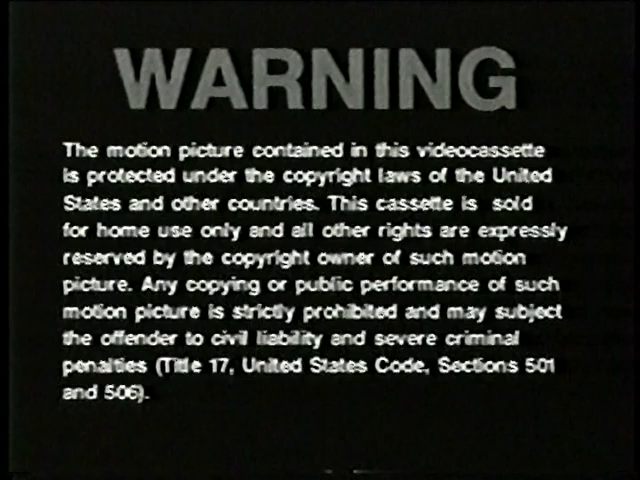 WARNING
The motion picture contained in this videocassette
is protected under the copyright laws of the United
States and other countries. This cassette is sold
for home use only and all other rights are expressly
reserved by the copyright owner of such motion
picture. Any copying or public performance of such
motion picture is strictly prohibited and may subject
the offender to civil liability and severe criminal
penalties (Title 17, United States Code, Sections 501
and 506).